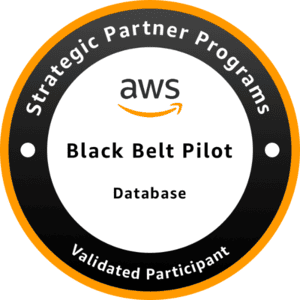 Strategic Partner Programs
aws
Black Belt Pilot
Database
Validated Participant